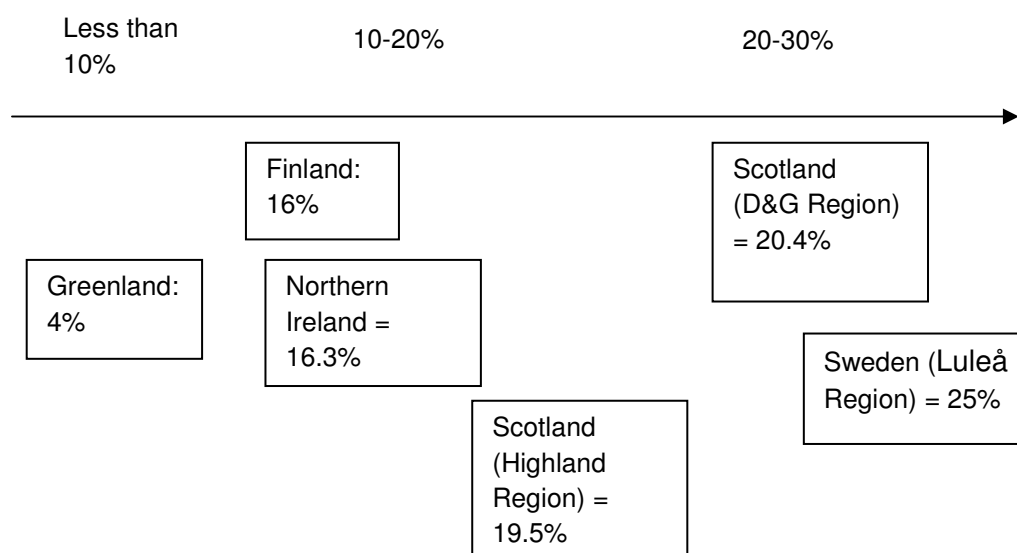 Less than
10%
10-20%
20-30%
Finland:
16%
Scotland
(D&G Region)
= 20.4%
Greenland:
4%
Northern
Ireland =
16.3%
Sweden (Luleå
Region) = 25%
Scotland
(Highland
Region) =
19.5%